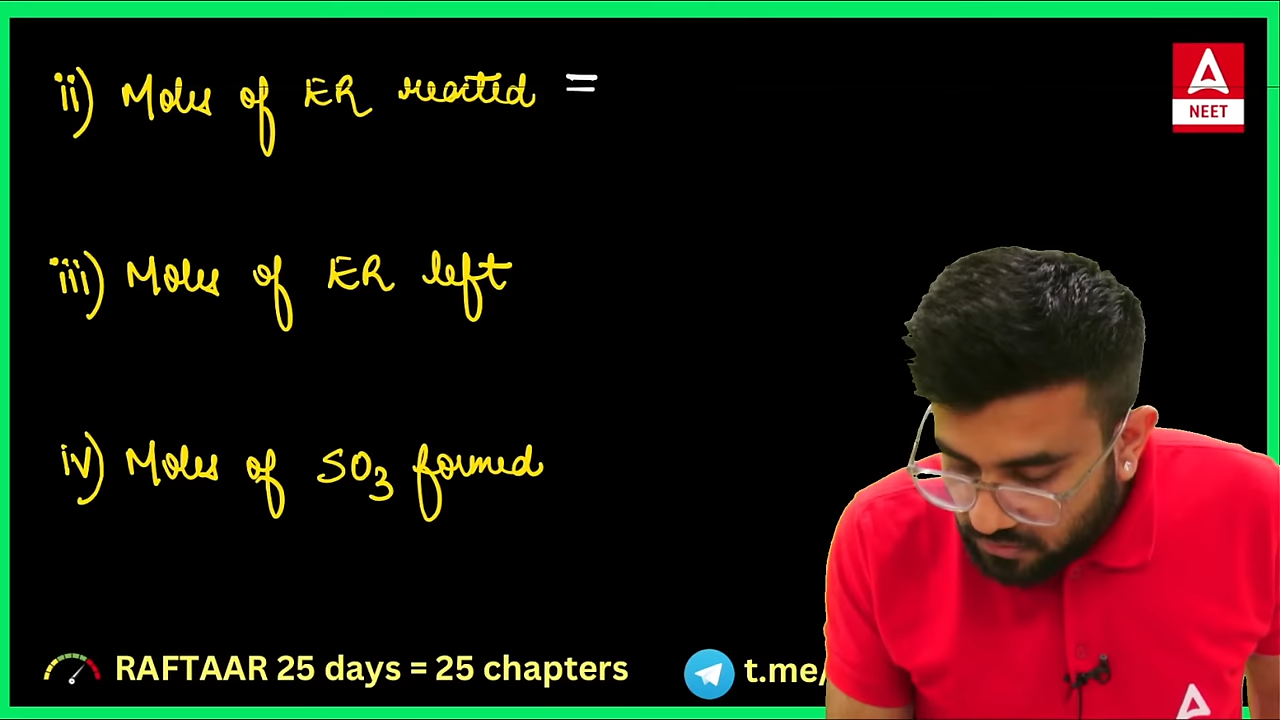 ii) Moles of ER reacted =
NEET
iii) Moles of ER left
iv) Moles of SO₃ formed
RAFTAAR 25 days = 25 chapters
t.me/